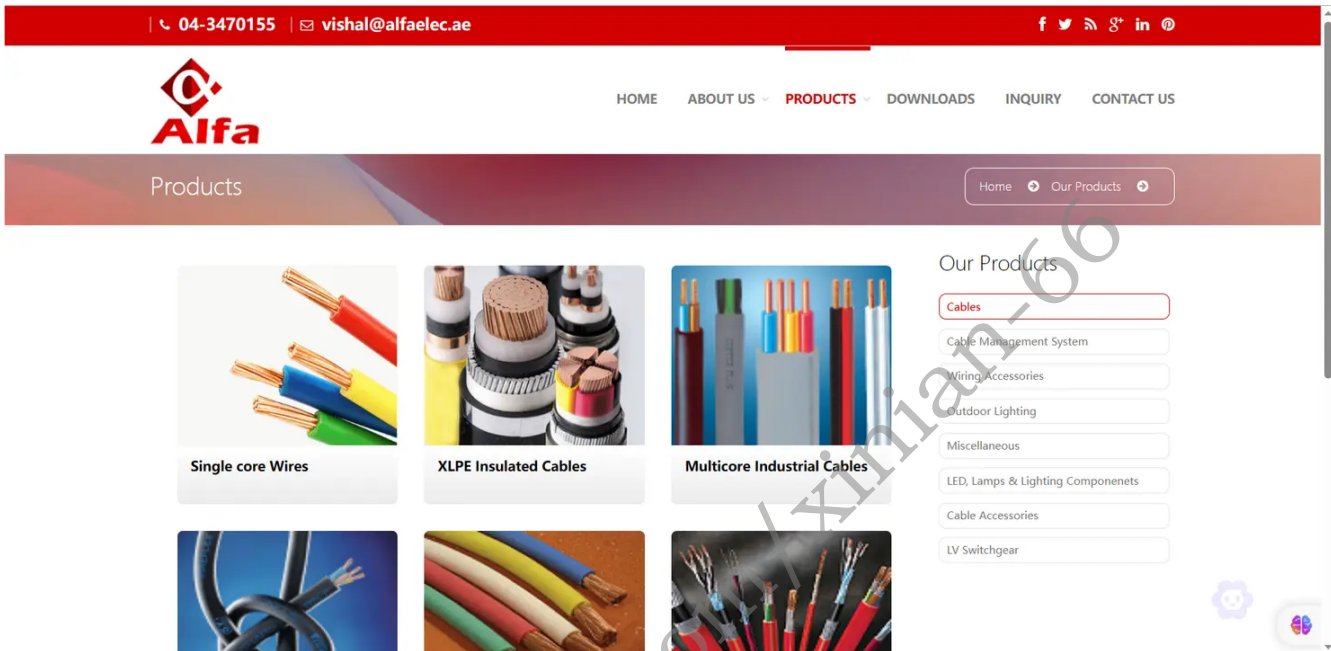 04-3470155
vishal@alfaelec.ae
Alfa
HOME
ABOUT US
PRODUCTS
DOWNLOADS
INQUIRY
CONTACT US
Products
Home
Our Products
Single core Wires
XLPE Insulated Cables
Multicore Industrial Cables
Our Products
Cables
Cable Management System
Wiring Accessories
Outdoor Lighting
Miscellaneous
LED, Lamps & Lighting Componenets
Cable Accessories
LV Switchgear
om/xinian-66